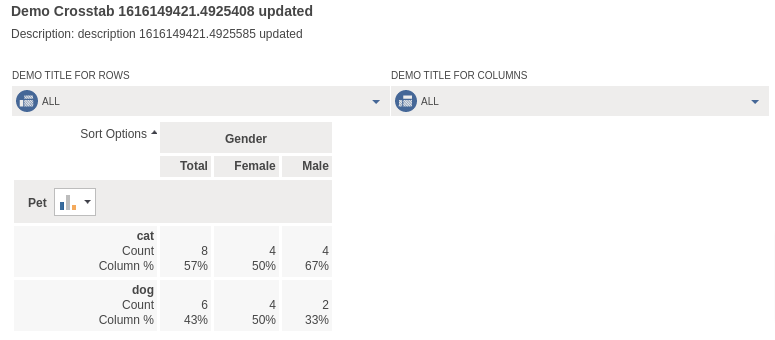 Demo Crosstab 1616149421.4925408 updated
Description: description 1616149421.4925585 updated
DEMO TITLE FOR ROWS DEMO TITLE FOR COLUMNS
ALL ALL
Sort Options Gender
Total Female Male
Pet
cat
Count 8 4 4
Column % 57% 50% 67%
dog
Count 6 4 2
Column % 43% 50% 33%